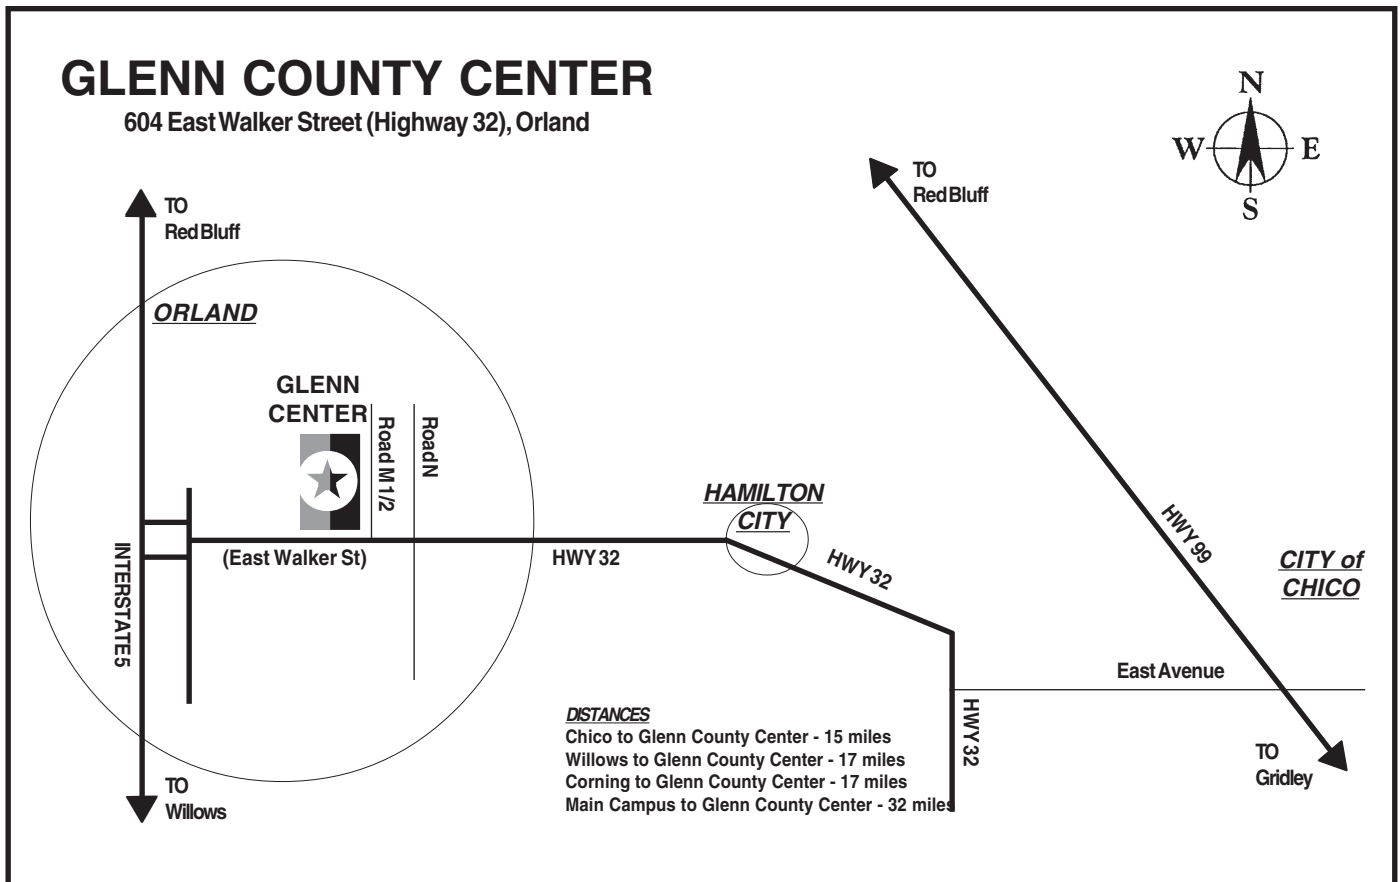 GLENN COUNTY CENTER
604 East Walker Street (Highway 32), Orland
N
W
E
S
TO
Red Bluff
TO
Red Bluff
ORLAND
GLENN
CENTER
Road M 1/2
Road N
HAMILTON
CITY
(East Walker St)
HWY 32
HWY 32
HWY 99
CITY of
CHICO
INTERSTATE 5
East Avenue
HWY 32
DISTANCES
Chico to Glenn County Center - 15 miles
Willows to Glenn County Center - 17 miles
Corning to Glenn County Center - 17 miles
Main Campus to Glenn County Center - 32 miles
TO
Gridley
TO
Willows